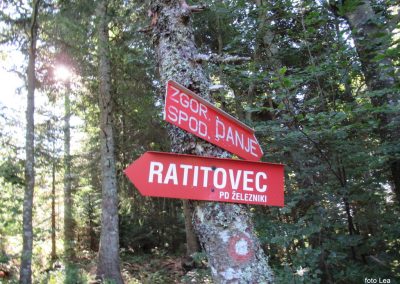 ZGOR.
SPOD. DANJE
RATITOVEC
PD ŽELEZNIKI
foto Lea